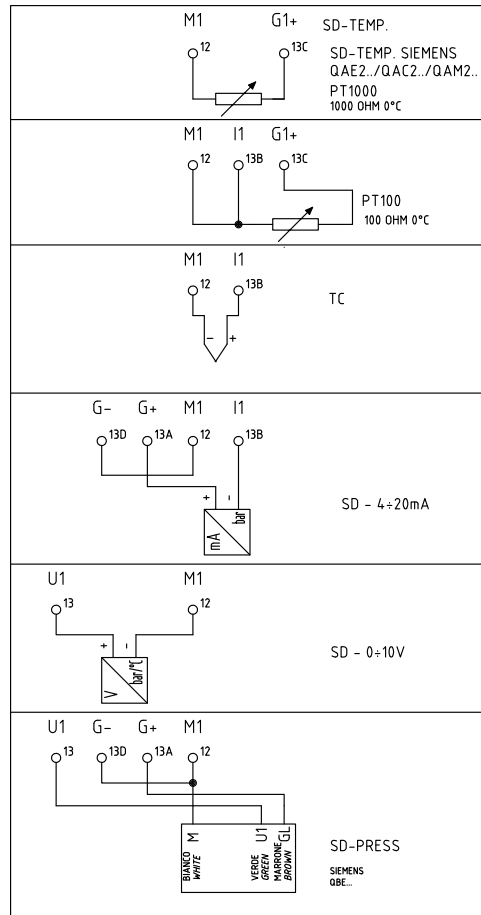 M1 G1+ SD-TEMP.
12 13C SD-TEMP. SIEMENS
QAE2../QAC2../QAM2..
PT1000
1000 OHM 0°C
M1 I1 G1+
12 13B 13C
PT100
100 OHM 0°C
M1 I1
12 13B
TC
- +
G- G+ M1 I1
13D 13A 12 13B
+ -
mA bar
SD - 4÷20mA
U1 M1
13 12
+ -
V bar/°C
SD - 0÷10V
U1 G- G+ M1
13 13D 13A 12
M U1 GL
BIANCO WHITE VERDE GREEN MARRONE BROWN
SD-PRESS
SIEMENS
QBE...